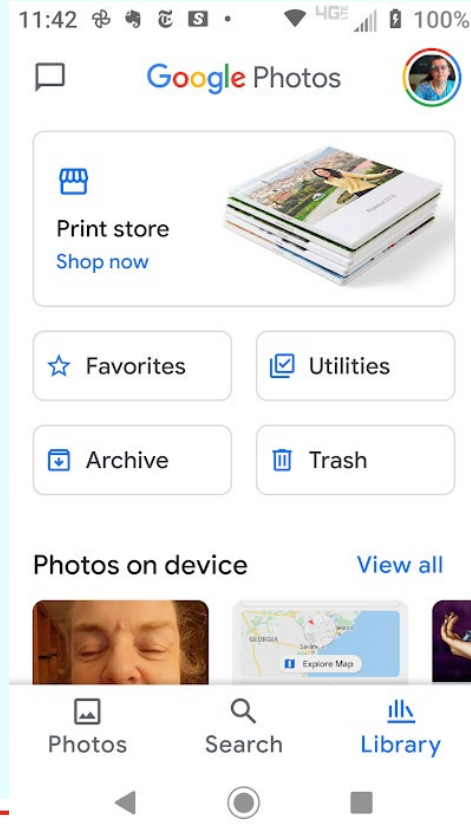 11:42 4GE 100%
Google Photos
Print store
Shop now
Favorites
Utilities
Archive
Trash
Photos on device
View all
GEORGIA
Explore Map
Photos
Search
Library